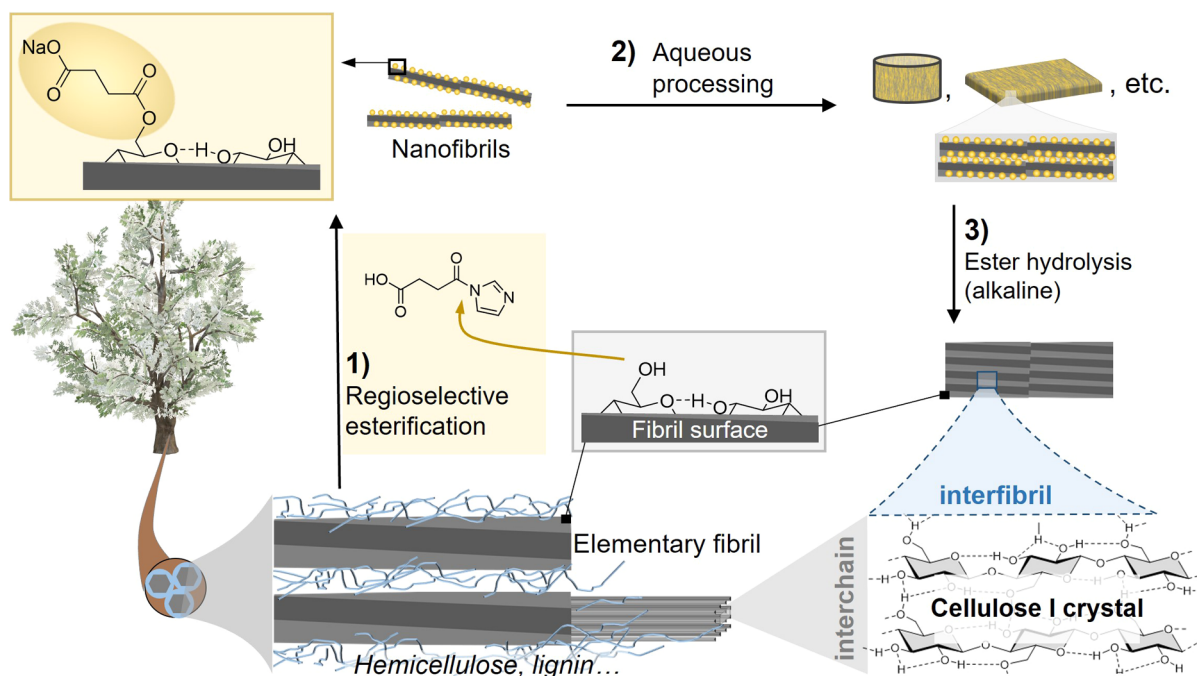 NaO
O
O
O
O
H
O
OH
Nanofibrils
2) Aqueous
processing
, , etc.
3)
Ester hydrolysis
(alkaline)
HO
O
O
N
N
1)
Regioselective
esterification
OH
O
H
O
OH
Fibril surface
Elementary fibril
Hemicellulose, lignin…
interfibril
interchain
Cellulose I crystal